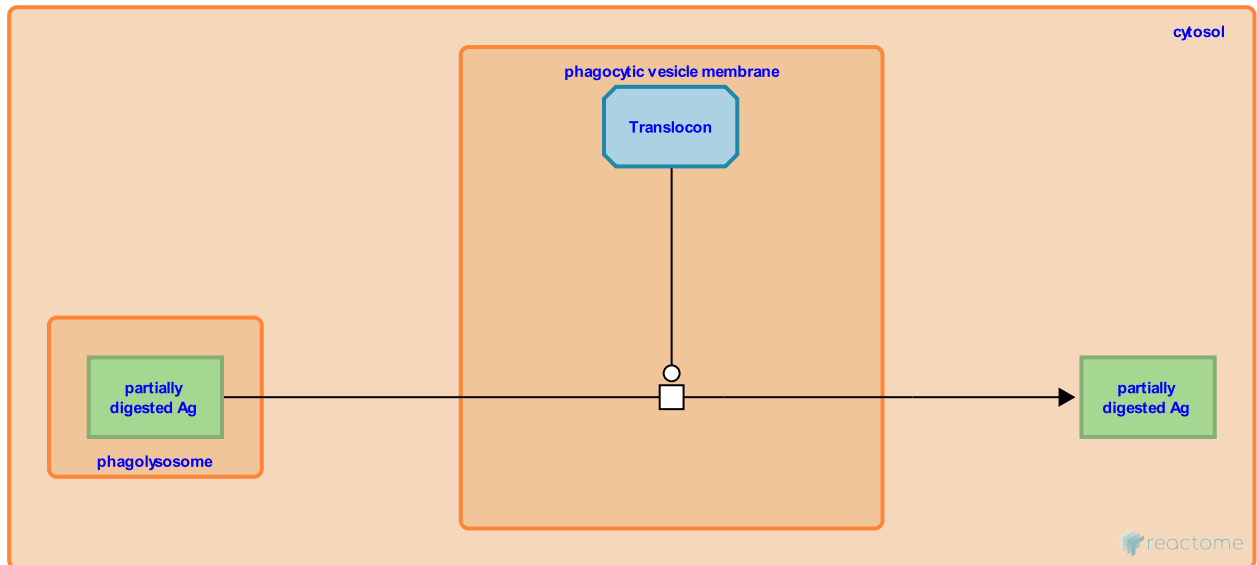 cytosol
phagocytic vesicle membrane
Translocon
partially
digested Ag
phagolysosome
partially
digested Ag
reactome